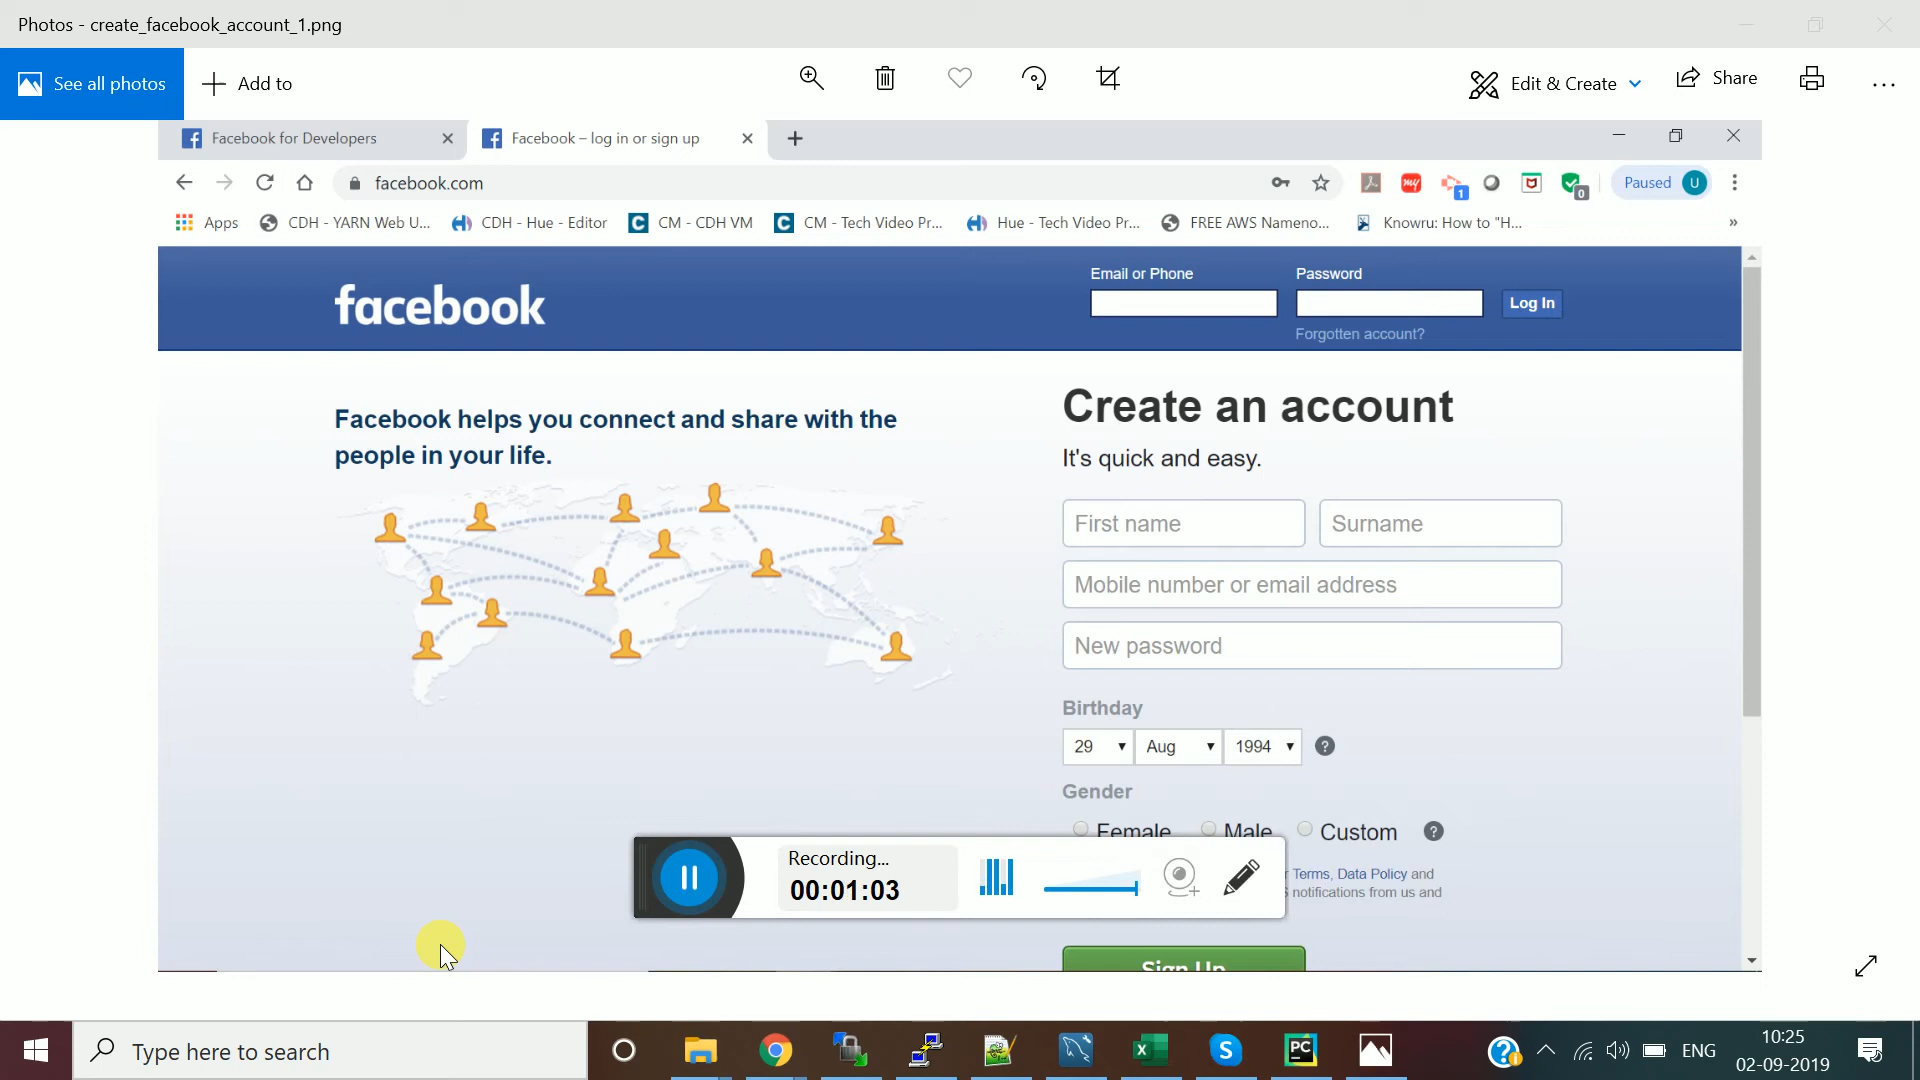 Photos - create_facebook_account_1.png
See all photos
Add to
Edit & Create
Share
Facebook for Developers
Facebook – log in or sign up
facebook.com
1
0
Paused
U
Apps
CDH - YARN Web U...
CDH - Hue - Editor
CM - CDH VM
CM - Tech Video Pr...
Hue - Tech Video Pr...
FREE AWS Nameno...
Knowru: How to "H...
»
facebook
Email or Phone
Password
Log In
Forgotten account?
Facebook helps you connect and share with the
people in your life.
Create an account
It's quick and easy.
First name
Surname
Mobile number or email address
New password
Birthday
29
Aug
1994
?
Gender
Female
Male
Custom
?
Terms, Data Policy and
notifications from us and
Recording...
00:01:03
Sign Up
Type here to search
ENG
10:25
02-09-2019